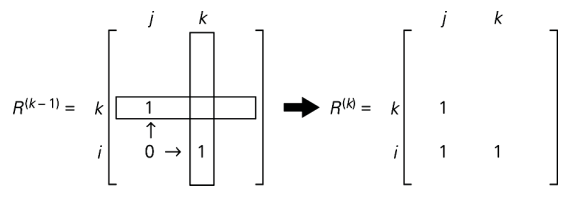 j k j k
R(k – 1) = k 1 R(k) = k 1
↑
i 0 → 1 i 1 1